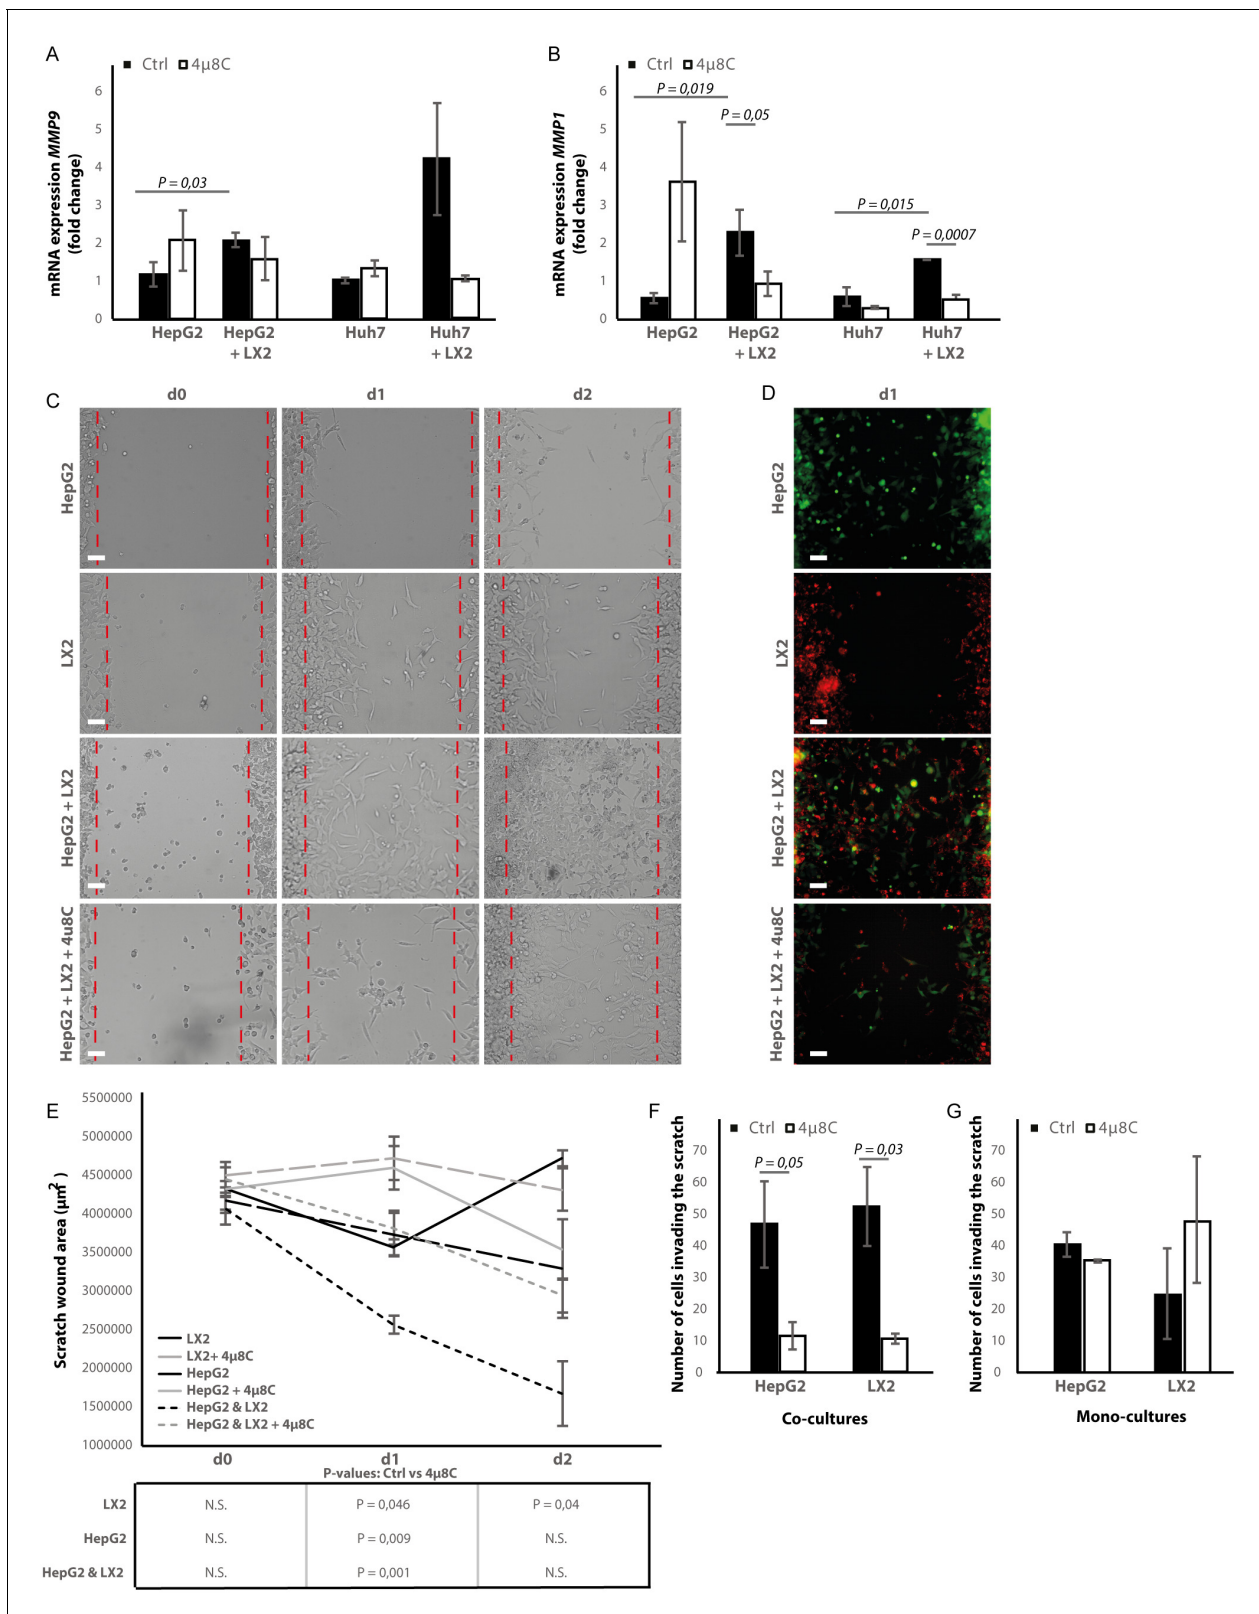 A
Ctrl 4µ8C
mRNA expression MMP9
(fold change)
6
5
4
3
2
1
0
P = 0,03
HepG2
HepG2
+ LX2
Huh7
Huh7
+ LX2
B
Ctrl 4µ8C
mRNA expression MMP1
(fold change)
6
5
4
3
2
1
0
P = 0,019
P = 0,05
P = 0,015
P = 0,0007
HepG2
HepG2
+ LX2
Huh7
Huh7
+ LX2
C
d0 d1 d2
HepG2
LX2
HepG2 + LX2
HepG2 + LX2 + 4u8C
D
d1
HepG2
LX2
HepG2 + LX2
HepG2 + LX2 + 4u8C
E
Scratch wound area (µm²)
5500000
5000000
4500000
4000000
3500000
3000000
2500000
2000000
1500000
1000000
LX2
LX2+ 4µ8C
HepG2
HepG2 + 4µ8C
HepG2 & LX2
HepG2 & LX2 + 4µ8C
d0 d1 d2
P-values: Ctrl vs 4µ8C
LX2 N.S. P = 0,046 P = 0,04
HepG2 N.S. P = 0,009 N.S.
HepG2 & LX2 N.S. P = 0,001 N.S.
F
Ctrl 4µ8C
Number of cells invading the scratch
70
60
50
40
30
20
10
0
P = 0,05
P = 0,03
HepG2 LX2
Co-cultures
G
Ctrl 4µ8C
Number of cells invading the scratch
70
60
50
40
30
20
10
0
HepG2 LX2
Mono-cultures